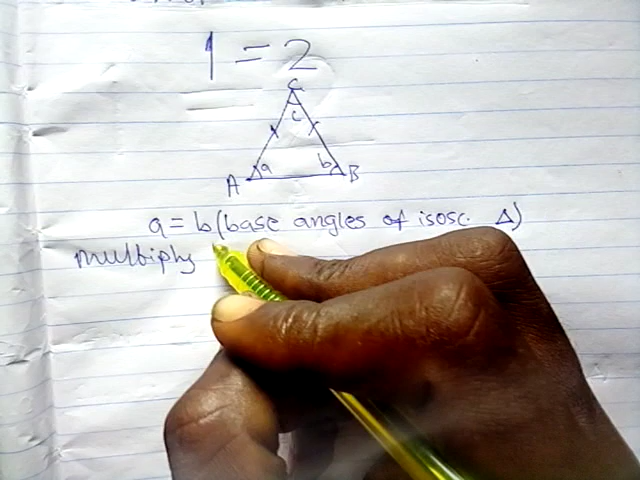 1 = 2
C
c
a b
A B
a = b (base angles of isosc. Δ)
multiply